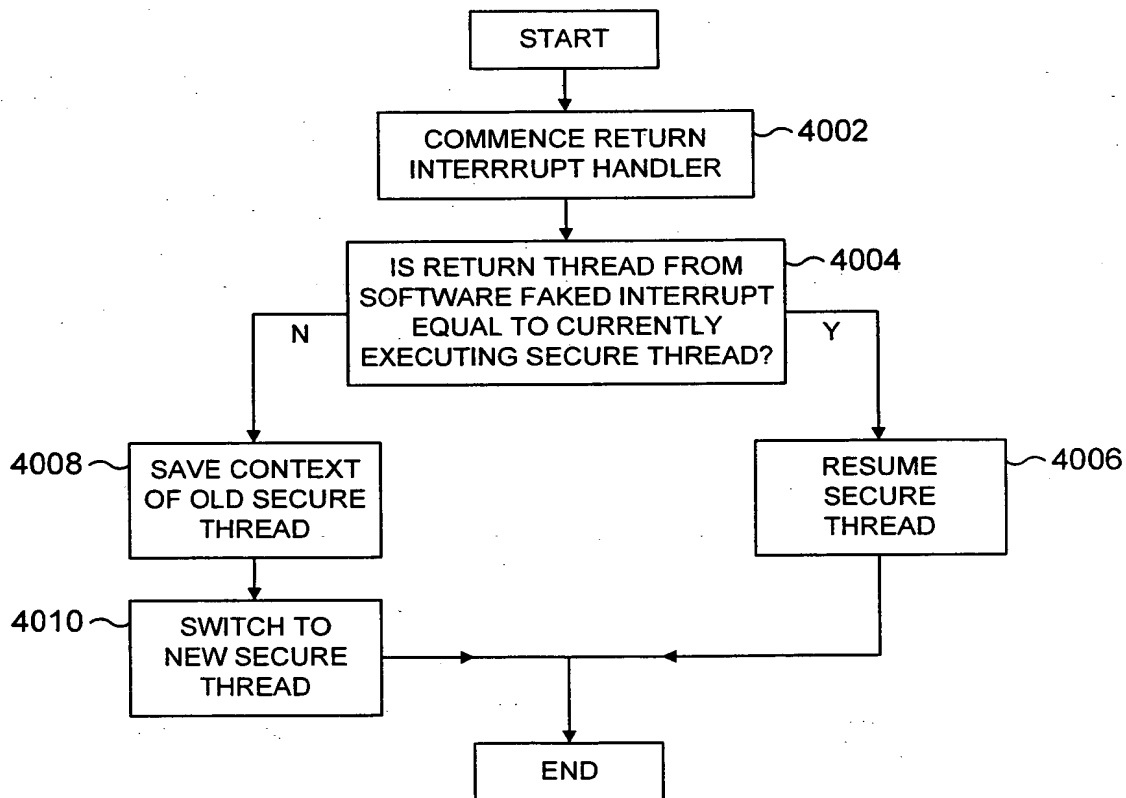 START
COMMENCE RETURN
INTERRRUPT HANDLER
4002
IS RETURN THREAD FROM
SOFTWARE FAKED INTERRUPT
EQUAL TO CURRENTLY
EXECUTING SECURE THREAD?
4004
N
Y
4008
SAVE CONTEXT
OF OLD SECURE
THREAD
RESUME
SECURE
THREAD
4006
4010
SWITCH TO
NEW SECURE
THREAD
END